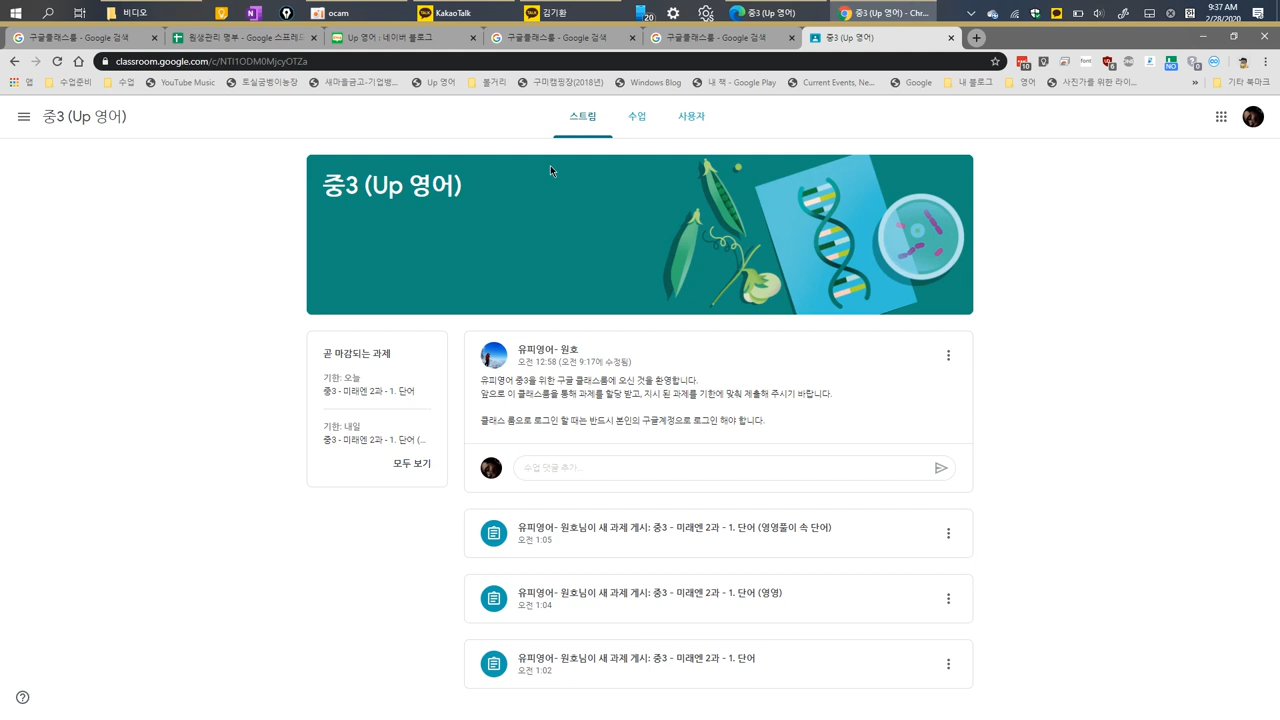 비디오
ocam
KakaoTalk
김기환
20
중3 (Up 영어)
중3 (Up 영어) - Chr...
9:37 AM
2/28/2020
구글클래스룸 - Google 검색
원생관리 명부 - Google 스프레드
Up 영어 : 네이버 블로그
구글클래스룸 - Google 검색
구글클래스룸 - Google 검색
중3 (Up 영어)
classroom.google.com/c/NTI1ODM0MjcyOTZa
앱
수업준비
수업
YouTube Music
토실궁뱅이농장
새마을금고-기업뱅...
Up 영어
볼거리
구미캠핑장(2018년)
Windows Blog
내 책 - Google Play
Current Events, Ne...
Google
내 블로그
영어
사진가를 위한 라이...
기타 북마크
중3 (Up 영어)
스트림
수업
사용자
중3 (Up 영어)
곧 마감되는 과제
기한: 오늘
중3 - 미래엔 2과 - 1. 단어
기한: 내일
중3 - 미래엔 2과 - 1. 단어 (...
모두 보기
유피영어- 원호
오전 12:58 (오전 9:17에 수정됨)
유피영어 중3을 위한 구글 클래스룸에 오신 것을 환영합니다.
앞으로 이 클래스룸을 통해 과제를 할당 받고, 지시 된 과제를 기한에 맞춰 제출해 주시기 바랍니다.
클래스 룸으로 로그인 할 때는 반드시 본인의 구글계정으로 로그인 해야 합니다.
수업 댓글 추가...
유피영어- 원호님이 새 과제 게시: 중3 - 미래엔 2과 - 1. 단어 (영영풀이 속 단어)
오전 1:05
유피영어- 원호님이 새 과제 게시: 중3 - 미래엔 2과 - 1. 단어 (영영)
오전 1:04
유피영어- 원호님이 새 과제 게시: 중3 - 미래엔 2과 - 1. 단어
오전 1:02